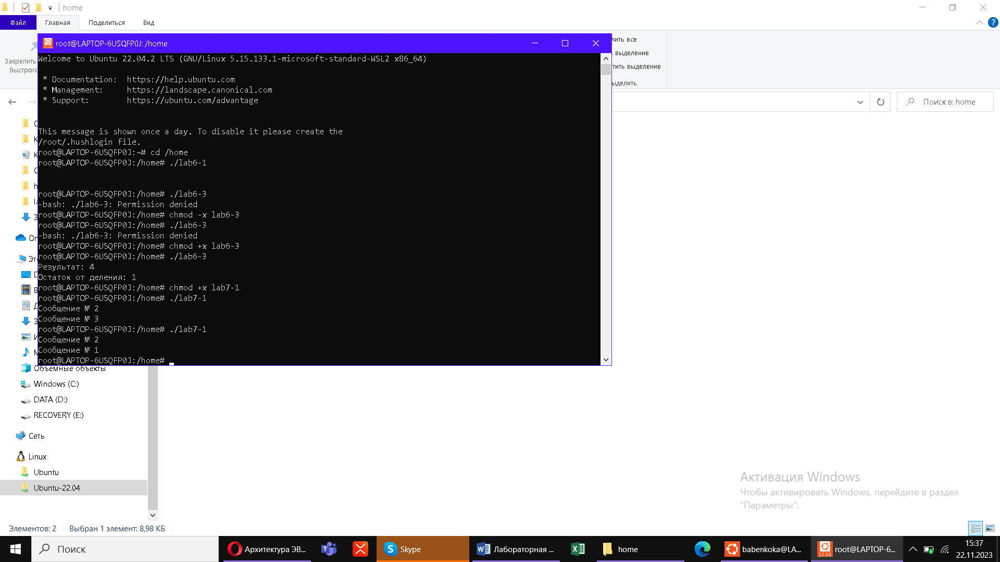 home
Файл Главная Поделиться Вид
root@LAPTOP-6USQFP0J: /home
Закрепить
быстрого
выделение
выделение
Welcome to Ubuntu 22.04.2 LTS (GNU/Linux 5.15.133.1-microsoft-standard-WSL2 x86_64)
* Documentation: https://help.ubuntu.com
* Management: https://landscape.canonical.com
* Support: https://ubuntu.com/advantage
This message is shown once a day. To disable it please create the
/root/.hushlogin file.
root@LAPTOP-6USQFP0J:~# cd /home
root@LAPTOP-6USQFP0J:/home# ./lab6-1
root@LAPTOP-6USQFP0J:/home# ./lab6-3
-bash: ./lab6-3: Permission denied
root@LAPTOP-6USQFP0J:/home# chmod -x lab6-3
root@LAPTOP-6USQFP0J:/home# ./lab6-3
-bash: ./lab6-3: Permission denied
root@LAPTOP-6USQFP0J:/home# chmod +x lab6-3
root@LAPTOP-6USQFP0J:/home# ./lab6-3
Результат: 4
Остаток от деления: 1
root@LAPTOP-6USQFP0J:/home# chmod +x lab7-1
root@LAPTOP-6USQFP0J:/home# ./lab7-1
Сообщение № 2
Сообщение № 3
root@LAPTOP-6USQFP0J:/home# ./lab7-1
Сообщение № 2
Сообщение № 1
root@LAPTOP-6USQFP0J:/home#
Поиск в: home
Объемные объекты
Windows (C:)
DATA (D:)
RECOVERY (E:)
Сеть
Linux
Ubuntu
Ubuntu-22.04
Активация Windows
Чтобы активировать Windows, перейдите в раздел
"Параметры".
Элементов: 2 Выбран 1 элемент: 8,98 КБ
Поиск
Архитектура ЭВ...
Skype
Лабораторная ...
home
babenkoka@LA...
root@LAPTOP-6...
15:37
22.11.2023